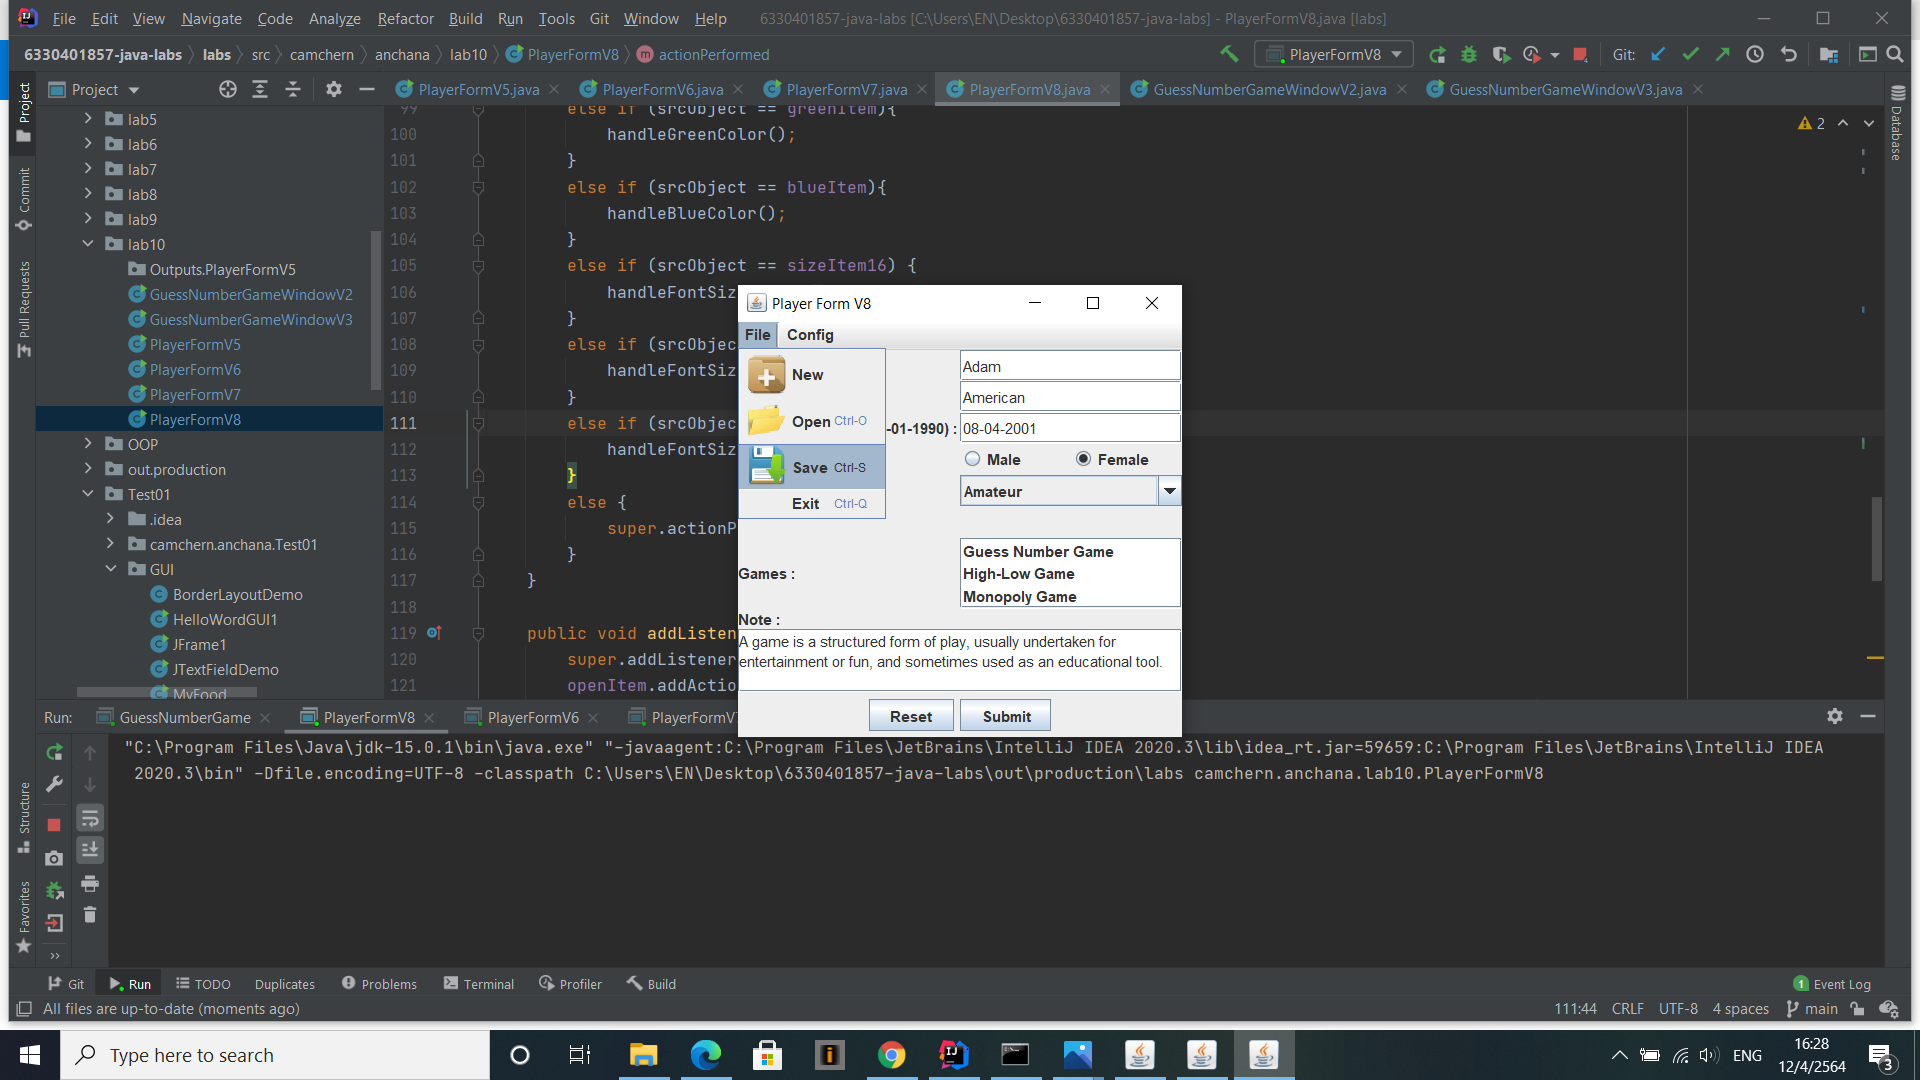 File Edit View Navigate Code Analyze Refactor Build Run Tools Git Window Help 6330401857-java-labs [C:\Users\EN\Desktop\6330401857-java-labs] - PlayerFormV8.java [labs]
6330401857-java-labs labs src camchern anchana lab10 PlayerFormV8 actionPerformed PlayerFormV8 Git:
Project PlayerFormV5.java PlayerFormV6.java PlayerFormV7.java PlayerFormV8.java GuessNumberGameWindowV2.java GuessNumberGameWindowV3.java
Project
Commit
Pull Requests
Structure
Favorites
Database
lab5
lab6
lab7
lab8
lab9
lab10
Outputs.PlayerFormV5
GuessNumberGameWindowV2
GuessNumberGameWindowV3
PlayerFormV5
PlayerFormV6
PlayerFormV7
PlayerFormV8
OOP
out.production
Test01
.idea
camchern.anchana.Test01
GUI
BorderLayoutDemo
HelloWordGUI1
JFrame1
JTextFieldDemo
MyFood
2
99 else if (srcObject == greenItem){
100 handleGreenColor();
101 }
102 else if (srcObject == blueItem){
103 handleBlueColor();
104 }
105 else if (srcObject == sizeItem16) {
106 handleFontSiz
107 }
108 else if (srcObjec
109 handleFontSiz
110 }
111 else if (srcObjec
112 handleFontSiz
113 }
114 else {
115 super.actionP
116 }
117 }
118
119 public void addListen
120 super.addListener
121 openItem.addActio
Player Form V8
File Config
New
Open Ctrl-O
Save Ctrl-S
Exit Ctrl-Q
Adam
American
-01-1990) : 08-04-2001
Male Female
Amateur
Games :
Guess Number Game
High-Low Game
Monopoly Game
Note :
A game is a structured form of play, usually undertaken for
entertainment or fun, and sometimes used as an educational tool.
Reset Submit
Run: GuessNumberGame PlayerFormV8 PlayerFormV6 PlayerFormV
"C:\Program Files\Java\jdk-15.0.1\bin\java.exe" "-javaagent:C:\Program Files\JetBrains\IntelliJ IDEA 2020.3\lib\idea_rt.jar=59659:C:\Program Files\JetBrains\IntelliJ IDEA
2020.3\bin" -Dfile.encoding=UTF-8 -classpath C:\Users\EN\Desktop\6330401857-java-labs\out\production\labs camchern.anchana.lab10.PlayerFormV8
Git Run TODO Duplicates Problems Terminal Profiler Build 1 Event Log
All files are up-to-date (moments ago) 111:44 CRLF UTF-8 4 spaces main
Type here to search ENG 16:28
12/4/2564 3